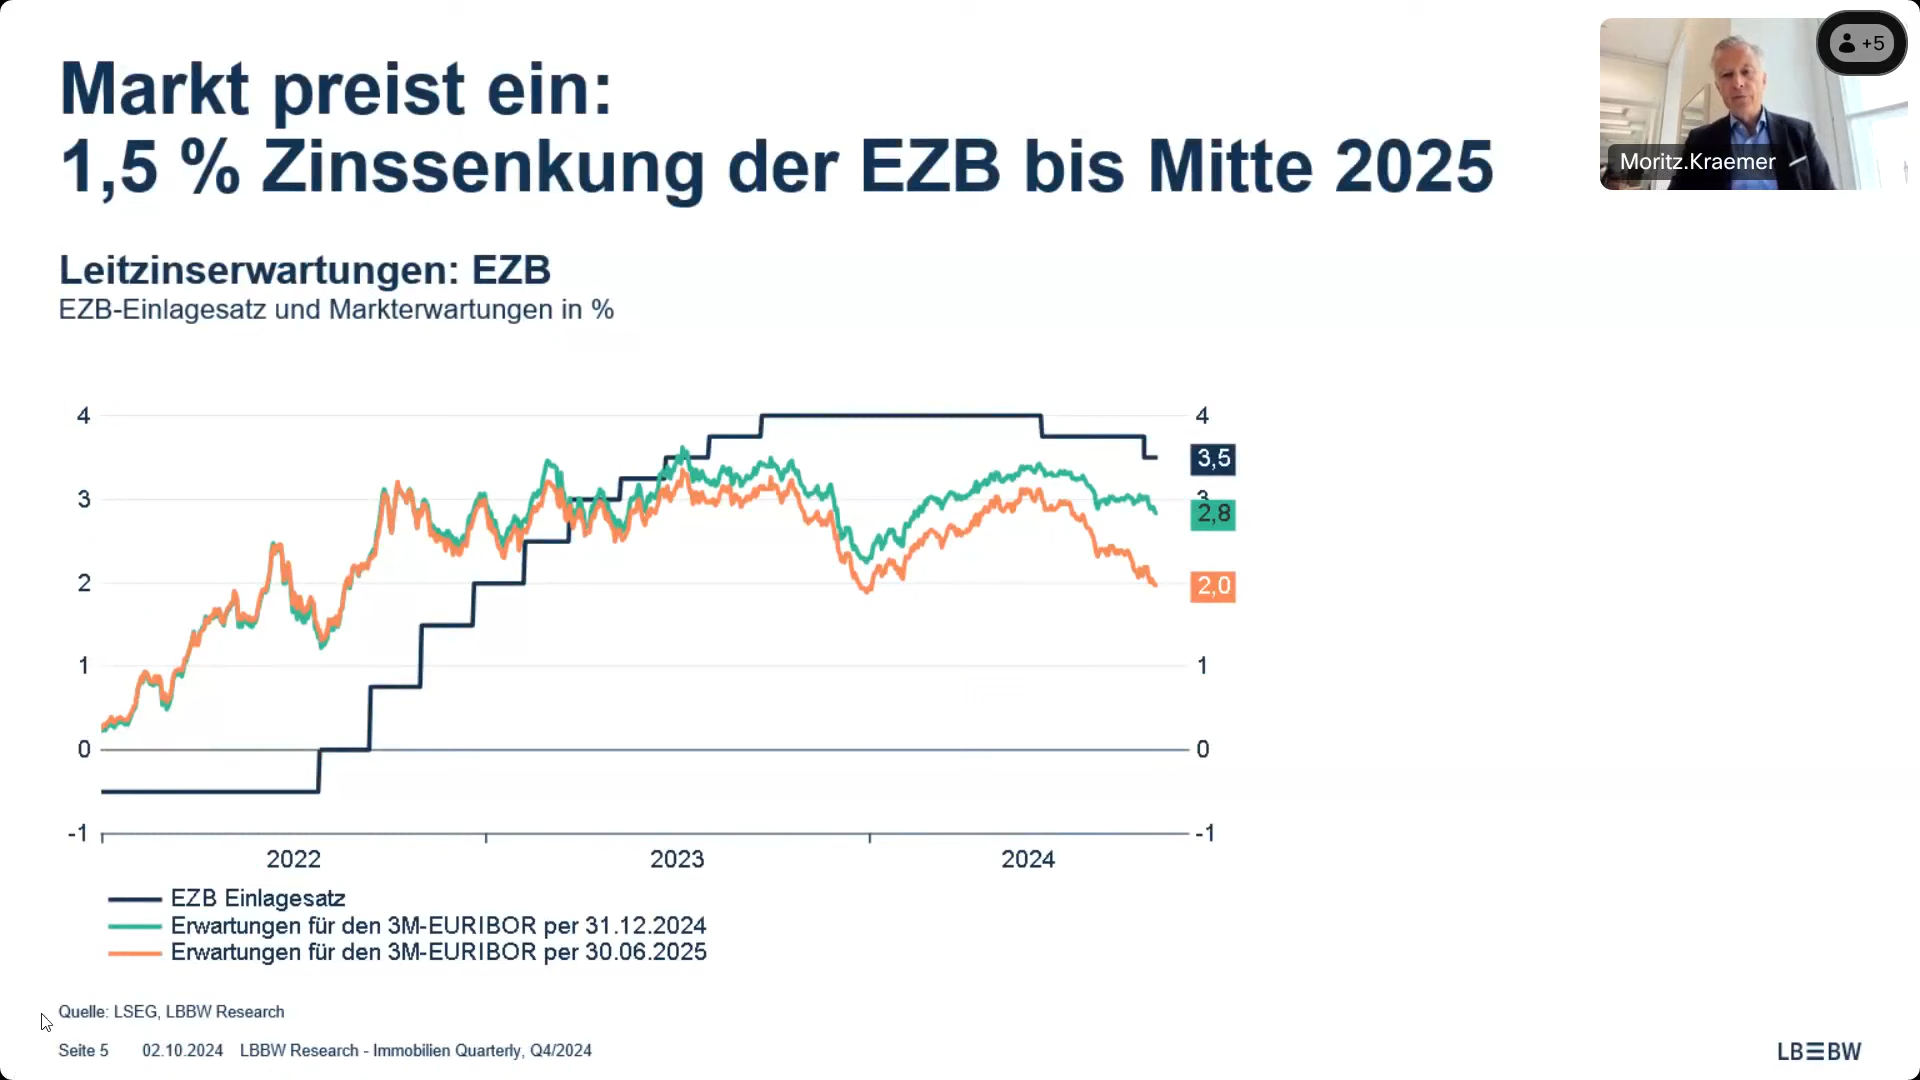 Markt preist ein:
1,5 % Zinssenkung der EZB bis Mitte 2025
+5
Moritz.Kraemer
Leitzinserwartungen: EZB
EZB-Einlagesatz und Markterwartungen in %
4
3
2
1
0
-1
4
3,5
3
2,8
2,0
1
0
-1
2022
2023
2024
EZB Einlagesatz
Erwartungen für den 3M-EURIBOR per 31.12.2024
Erwartungen für den 3M-EURIBOR per 30.06.2025
Quelle: LSEG, LBBW Research
Seite 5 02.10.2024 LBBW Research - Immobilien Quarterly, Q4/2024
LB≡BW